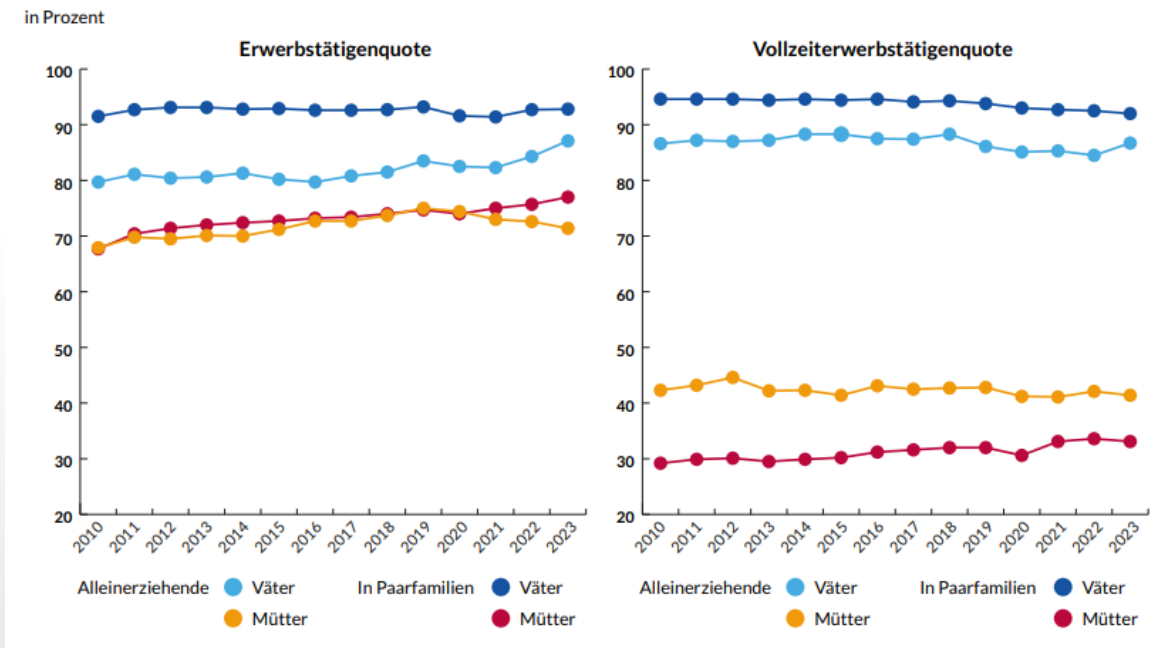 in Prozent
Erwerbstätigenquote
100
90
80
70
60
50
40
30
20
2010 2011 2012 2013 2014 2015 2016 2017 2018 2019 2020 2021 2022 2023
Alleinerziehende Väter In Paarfamilien Väter
Mütter Mütter
Vollzeiterwerbstätigenquote
100
90
80
70
60
50
40
30
20
2010 2011 2012 2013 2014 2015 2016 2017 2018 2019 2020 2021 2022 2023
Alleinerziehende Väter In Paarfamilien Väter
Mütter Mütter